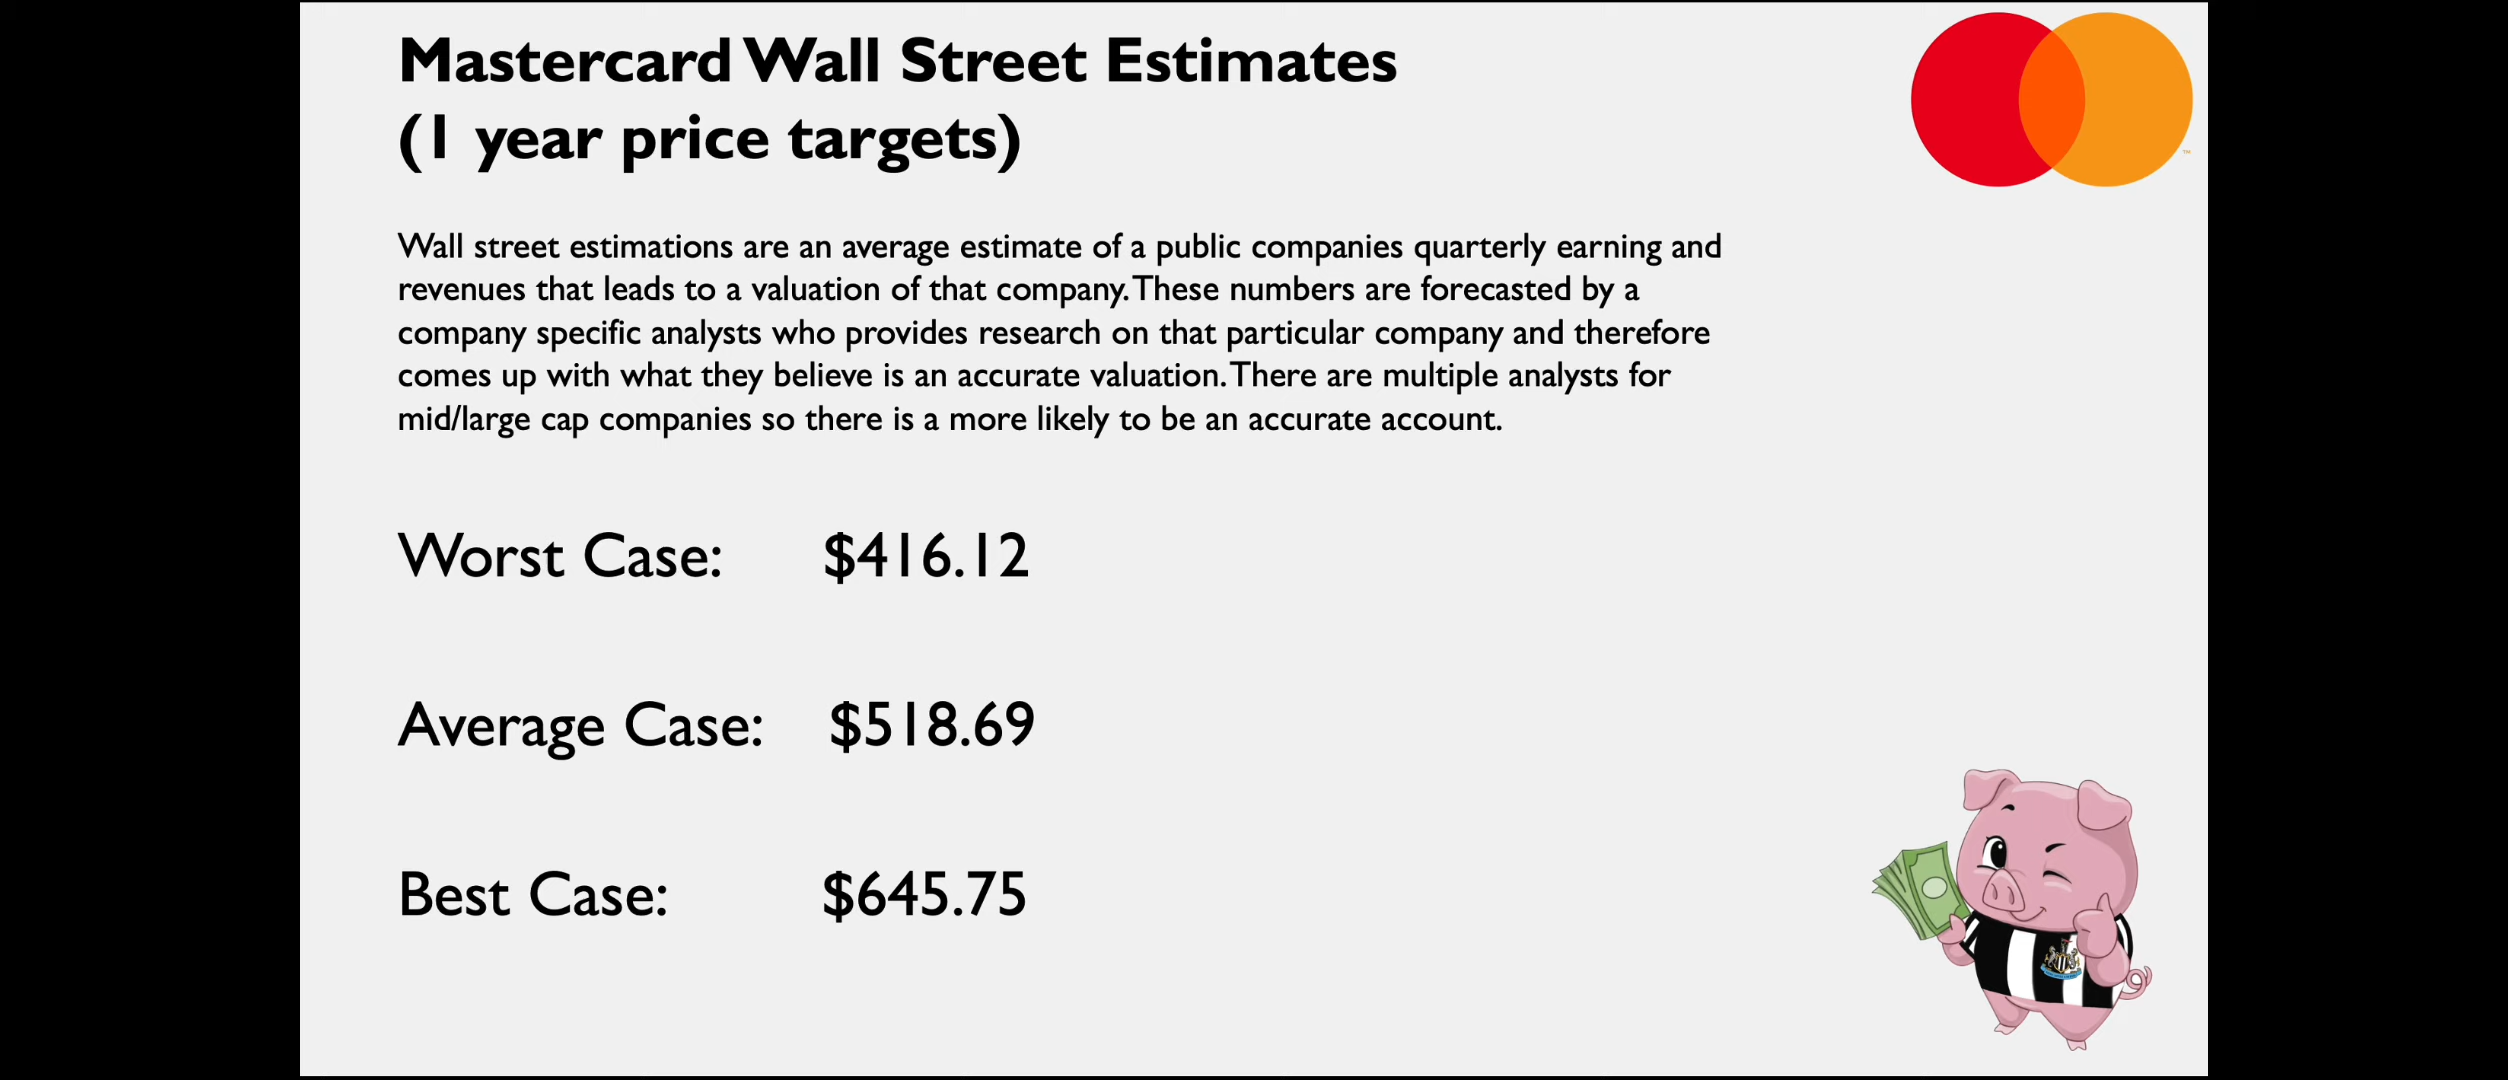 Mastercard Wall Street Estimates
(1 year price targets)
Wall street estimations are an average estimate of a public companies quarterly earning and
revenues that leads to a valuation of that company. These numbers are forecasted by a
company specific analysts who provides research on that particular company and therefore
comes up with what they believe is an accurate valuation. There are multiple analysts for
mid/large cap companies so there is a more likely to be an accurate account.
Worst Case: $416.12
Average Case: $518.69
Best Case: $645.75